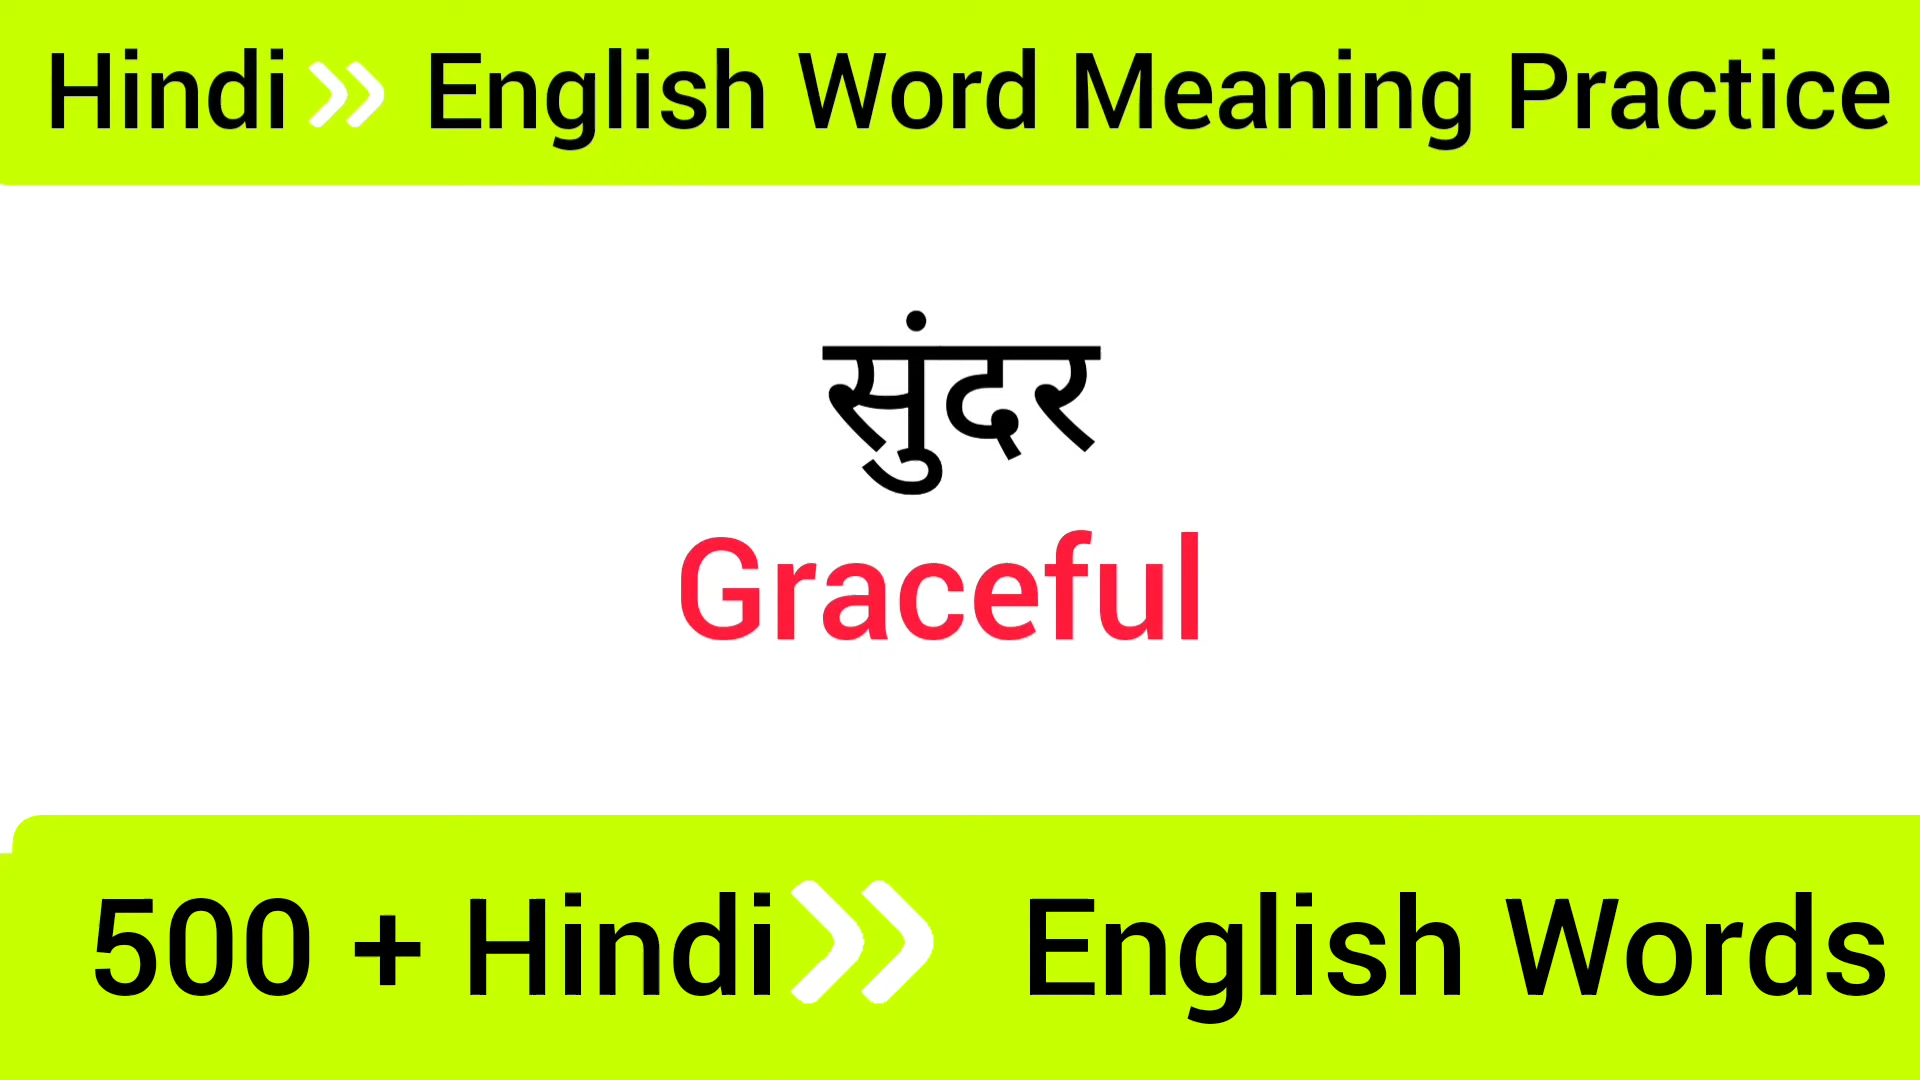 Hindi » English Word Meaning Practice
सुंदर
Graceful
500 + Hindi » English Words